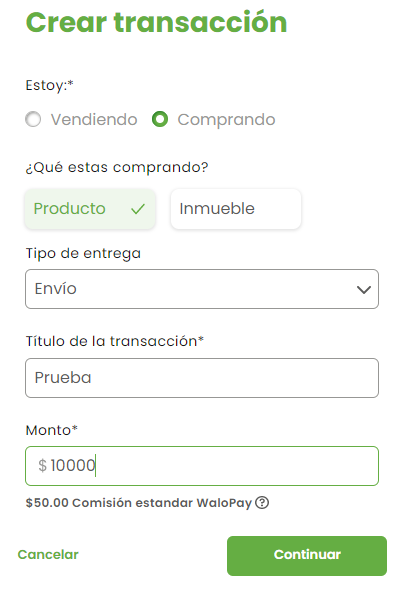 Crear transacción
Estoy:*
Vendiendo Comprando
¿Qué estas comprando?
Producto Inmueble
Tipo de entrega
Envío
Título de la transacción*
Prueba
Monto*
$ 10000
$50.00 Comisión estandar WaloPay ?
Cancelar Continuar